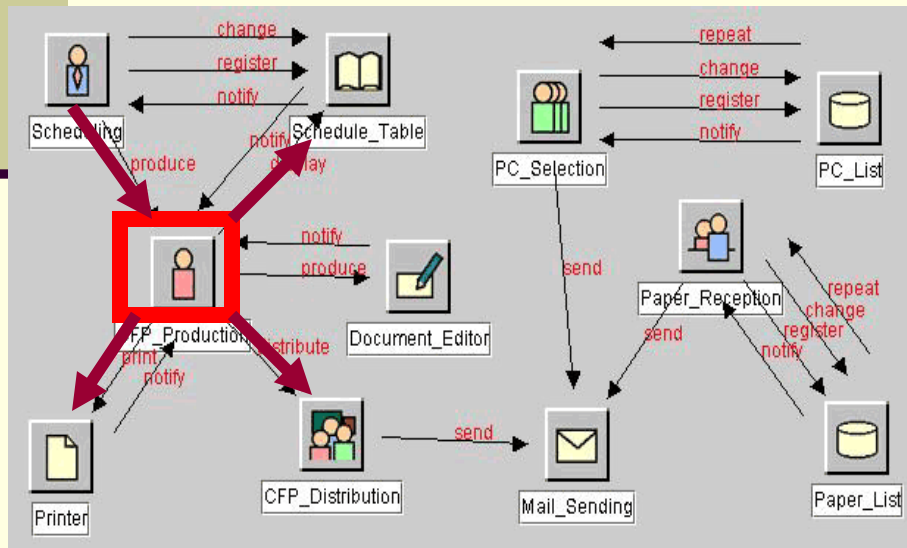 change
register
notify
Scheduling
Schedule_Table
produce
notify
display
notify
produce
CFP_Production
Document_Editor
print
notify
distribute
Printer
CFP_Distribution
send
Mail_Sending
repeat
change
register
notify
PC_Selection
PC_List
send
Paper_Reception
send
repeat
change
register
notify
Paper_List